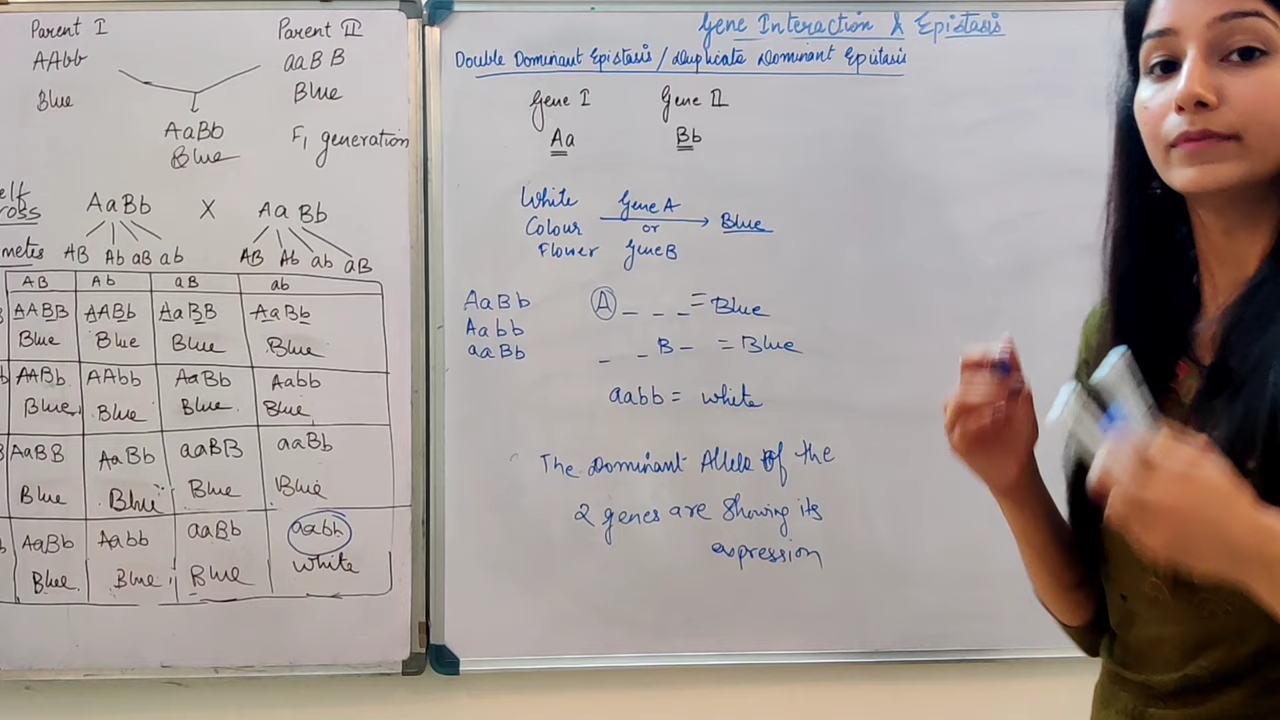 Parent I
Parent II
AAbb
aaBB
Blue
Blue
AaBb
F1 generation
Blue
elf
ross
AaBb X AaBb
metes
AB Ab aB ab
AB Ab ab aB
AB Ab aB ab
AABB AABb AaBB AaBb
Blue Blue Blue Blue
AABb AAbb AaBb Aabb
Blue Blue Blue Blue
AaBB AaBb aaBB aaBb
Blue Blue Blue Blue
AaBb Aabb aaBb aabb
Blue Blue Blue white
Gene Interaction & Epistasis
Double Dominant Epistasis / Duplicate Dominant Epistasis
Gene I Gene II
Aa Bb
White Gene A
Colour or Blue
Flower Gene B
AaBb A _ _ _ = Blue
Aabb
aaBb _ _ B - = Blue
aabb = white
The Dominant Allele of the
2 genes are showing its
expression